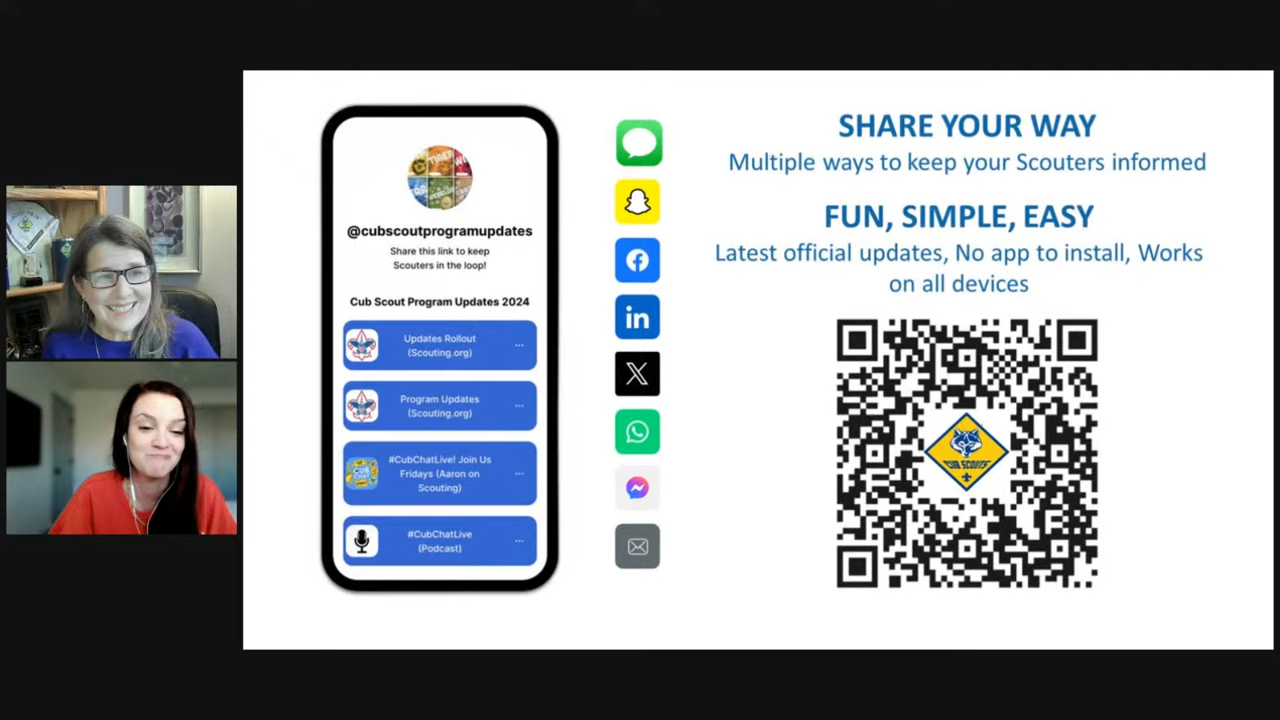 @cubscoutprogramupdates
Share this link to keep
Scouters in the loop!
Cub Scout Program Updates 2024
Updates Rollout
(Scouting.org)
Program Updates
(Scouting.org)
#CubChatLive! Join Us
Fridays (Aaron on
Scouting)
#CubChatLive
(Podcast)
in
SHARE YOUR WAY
Multiple ways to keep your Scouters informed
FUN, SIMPLE, EASY
Latest official updates, No app to install, Works
on all devices
CUB SCOUTS